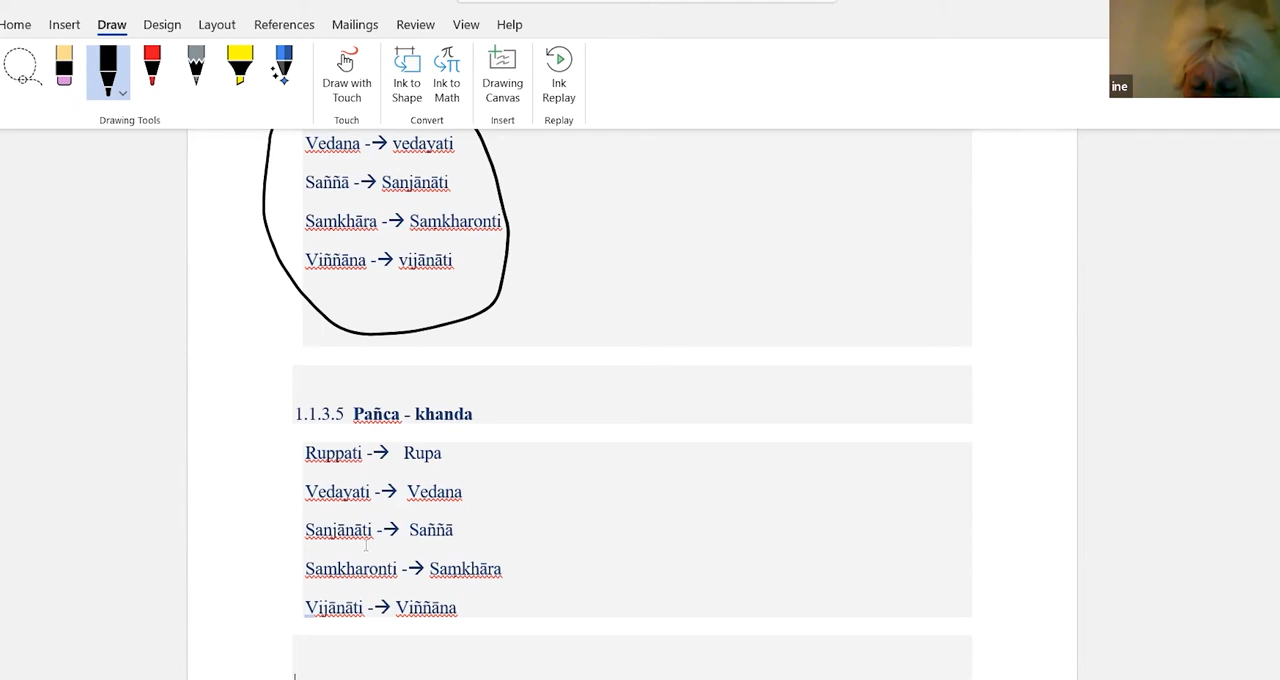 Home Insert Draw Design Layout References Mailings Review View Help
Draw with Touch
Ink to Shape
Ink to Math
Drawing Canvas
Ink Replay
Drawing Tools Touch Convert Insert Replay
ine
Vedana -→ vedayati
Saññā -→ Sanjānāti
Samkhāra -→ Samkharonti
Viññāna -→ vijānāti
1.1.3.5 Pañca - khanda
Ruppati -→ Rupa
Vedayati -→ Vedana
Sanjānāti -→ Saññā
Samkharonti -→ Samkhāra
Vijānāti -→ Viññāna